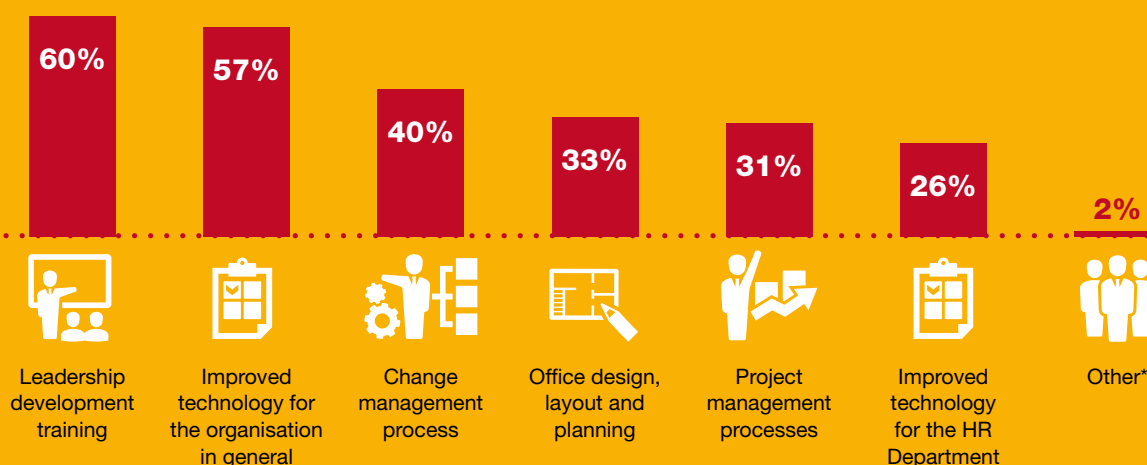 60%
57%
40%
33%
31%
26%
2%
Leadership
development
training
Improved
technology for
the organisation
in general
Change
management
process
Office design,
layout and
planning
Project
management
processes
Improved
technology
for the HR
Department
Other*